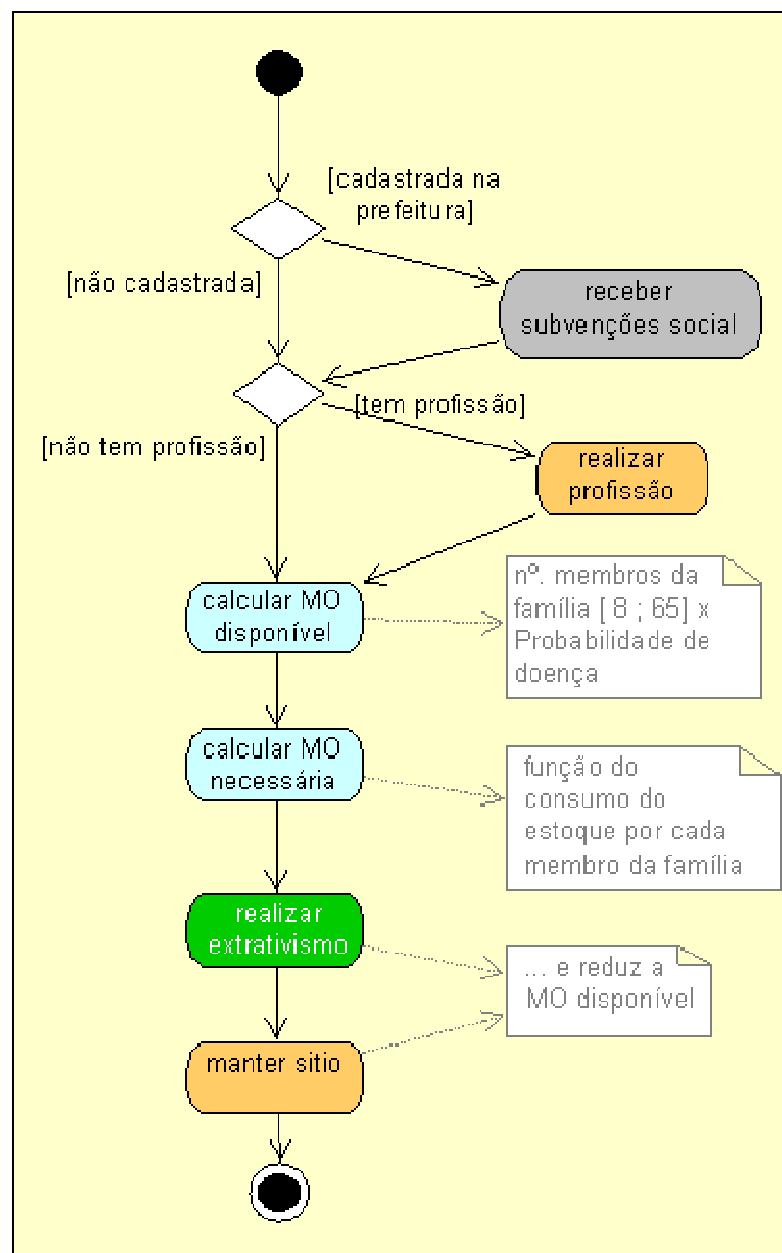 [cadastrada na
prefeitura]
[não cadastrada]
receber
subvenções social
[tem profissão]
[não tem profissão]
realizar
profissão
calcular MO
disponível
nº. membros da
família [ 8 ; 65] x
Probabilidade de
doença
calcular MO
necessária
função do
consumo do
estoque por cada
membro da família
realizar
extrativismo
... e reduz a
MO disponível
manter sitio